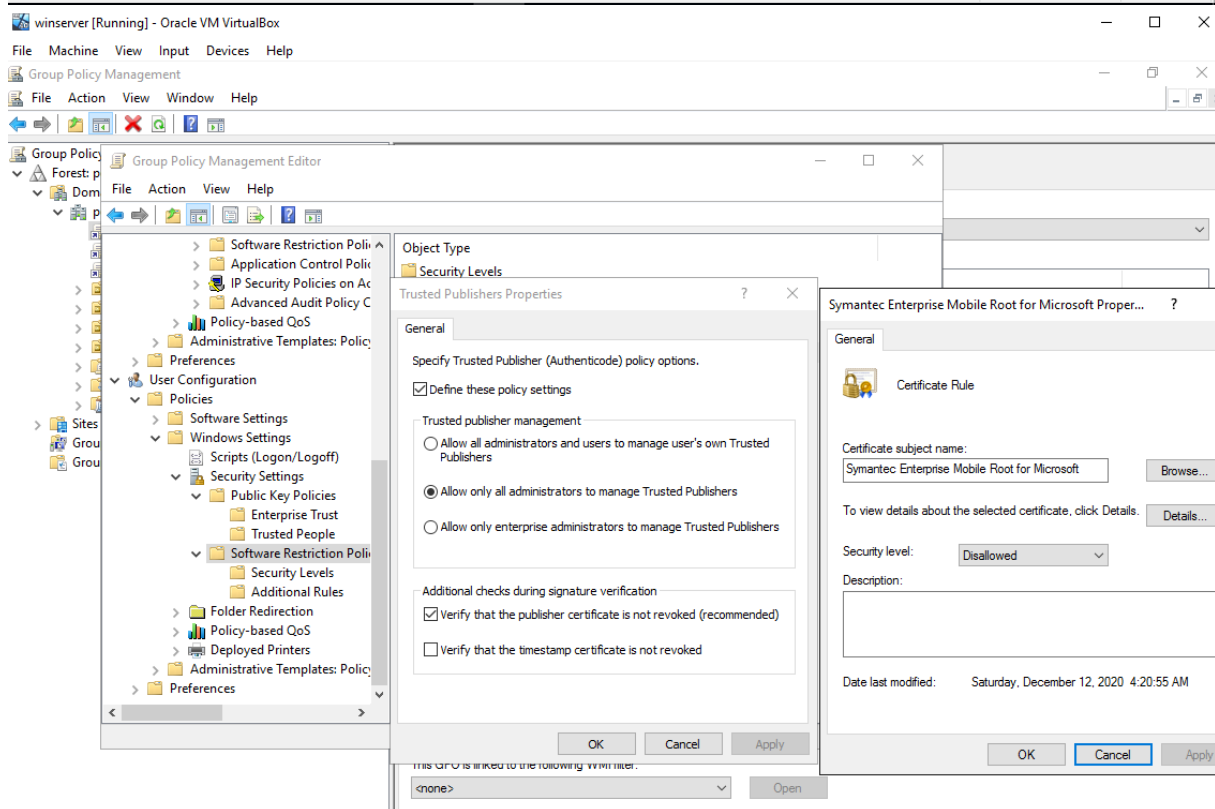 winserver [Running] - Oracle VM VirtualBox
File Machine View Input Devices Help
Group Policy Management
File Action View Window Help
Group Policy
Forest: p
Dom
p
Sites
Grou
Grou
Group Policy Management Editor
File Action View Help
Software Restriction Poli
Application Control Polic
IP Security Policies on Ac
Advanced Audit Policy C
Policy-based QoS
Administrative Templates: Polic
Preferences
User Configuration
Policies
Software Settings
Windows Settings
Scripts (Logon/Logoff)
Security Settings
Public Key Policies
Enterprise Trust
Trusted People
Software Restriction Poli
Security Levels
Additional Rules
Folder Redirection
Policy-based QoS
Deployed Printers
Administrative Templates: Polic
Preferences
Object Type
Security Levels
Trusted Publishers Properties ?
General
Specify Trusted Publisher (Authenticode) policy options.
Define these policy settings
Trusted publisher management
Allow all administrators and users to manage user's own Trusted
Publishers
Allow only all administrators to manage Trusted Publishers
Allow only enterprise administrators to manage Trusted Publishers
Additional checks during signature verification
Verify that the publisher certificate is not revoked (recommended)
Verify that the timestamp certificate is not revoked
OK Cancel Apply
Symantec Enterprise Mobile Root for Microsoft Proper... ?
General
Certificate Rule
Certificate subject name:
Symantec Enterprise Mobile Root for Microsoft Browse...
To view details about the selected certificate, click Details. Details...
Security level: Disallowed
Description:
Date last modified: Saturday, December 12, 2020 4:20:55 AM
OK Cancel Apply
This GPO is linked to the following WMI filter:
<none> Open